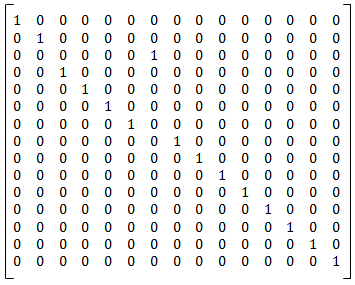 1 0 0 0 0 0 0 0 0 0 0 0 0 0 0
0 1 0 0 0 0 0 0 0 0 0 0 0 0 0
0 0 0 0 0 0 1 0 0 0 0 0 0 0 0
0 0 1 0 0 0 0 0 0 0 0 0 0 0 0
0 0 0 1 0 0 0 0 0 0 0 0 0 0 0
0 0 0 0 1 0 0 0 0 0 0 0 0 0 0
0 0 0 0 0 1 0 0 0 0 0 0 0 0 0
0 0 0 0 0 0 0 1 0 0 0 0 0 0 0
0 0 0 0 0 0 0 0 1 0 0 0 0 0 0
0 0 0 0 0 0 0 0 0 1 0 0 0 0 0
0 0 0 0 0 0 0 0 0 0 1 0 0 0 0
0 0 0 0 0 0 0 0 0 0 0 1 0 0 0
0 0 0 0 0 0 0 0 0 0 0 0 1 0 0
0 0 0 0 0 0 0 0 0 0 0 0 0 1 0
0 0 0 0 0 0 0 0 0 0 0 0 0 0 1